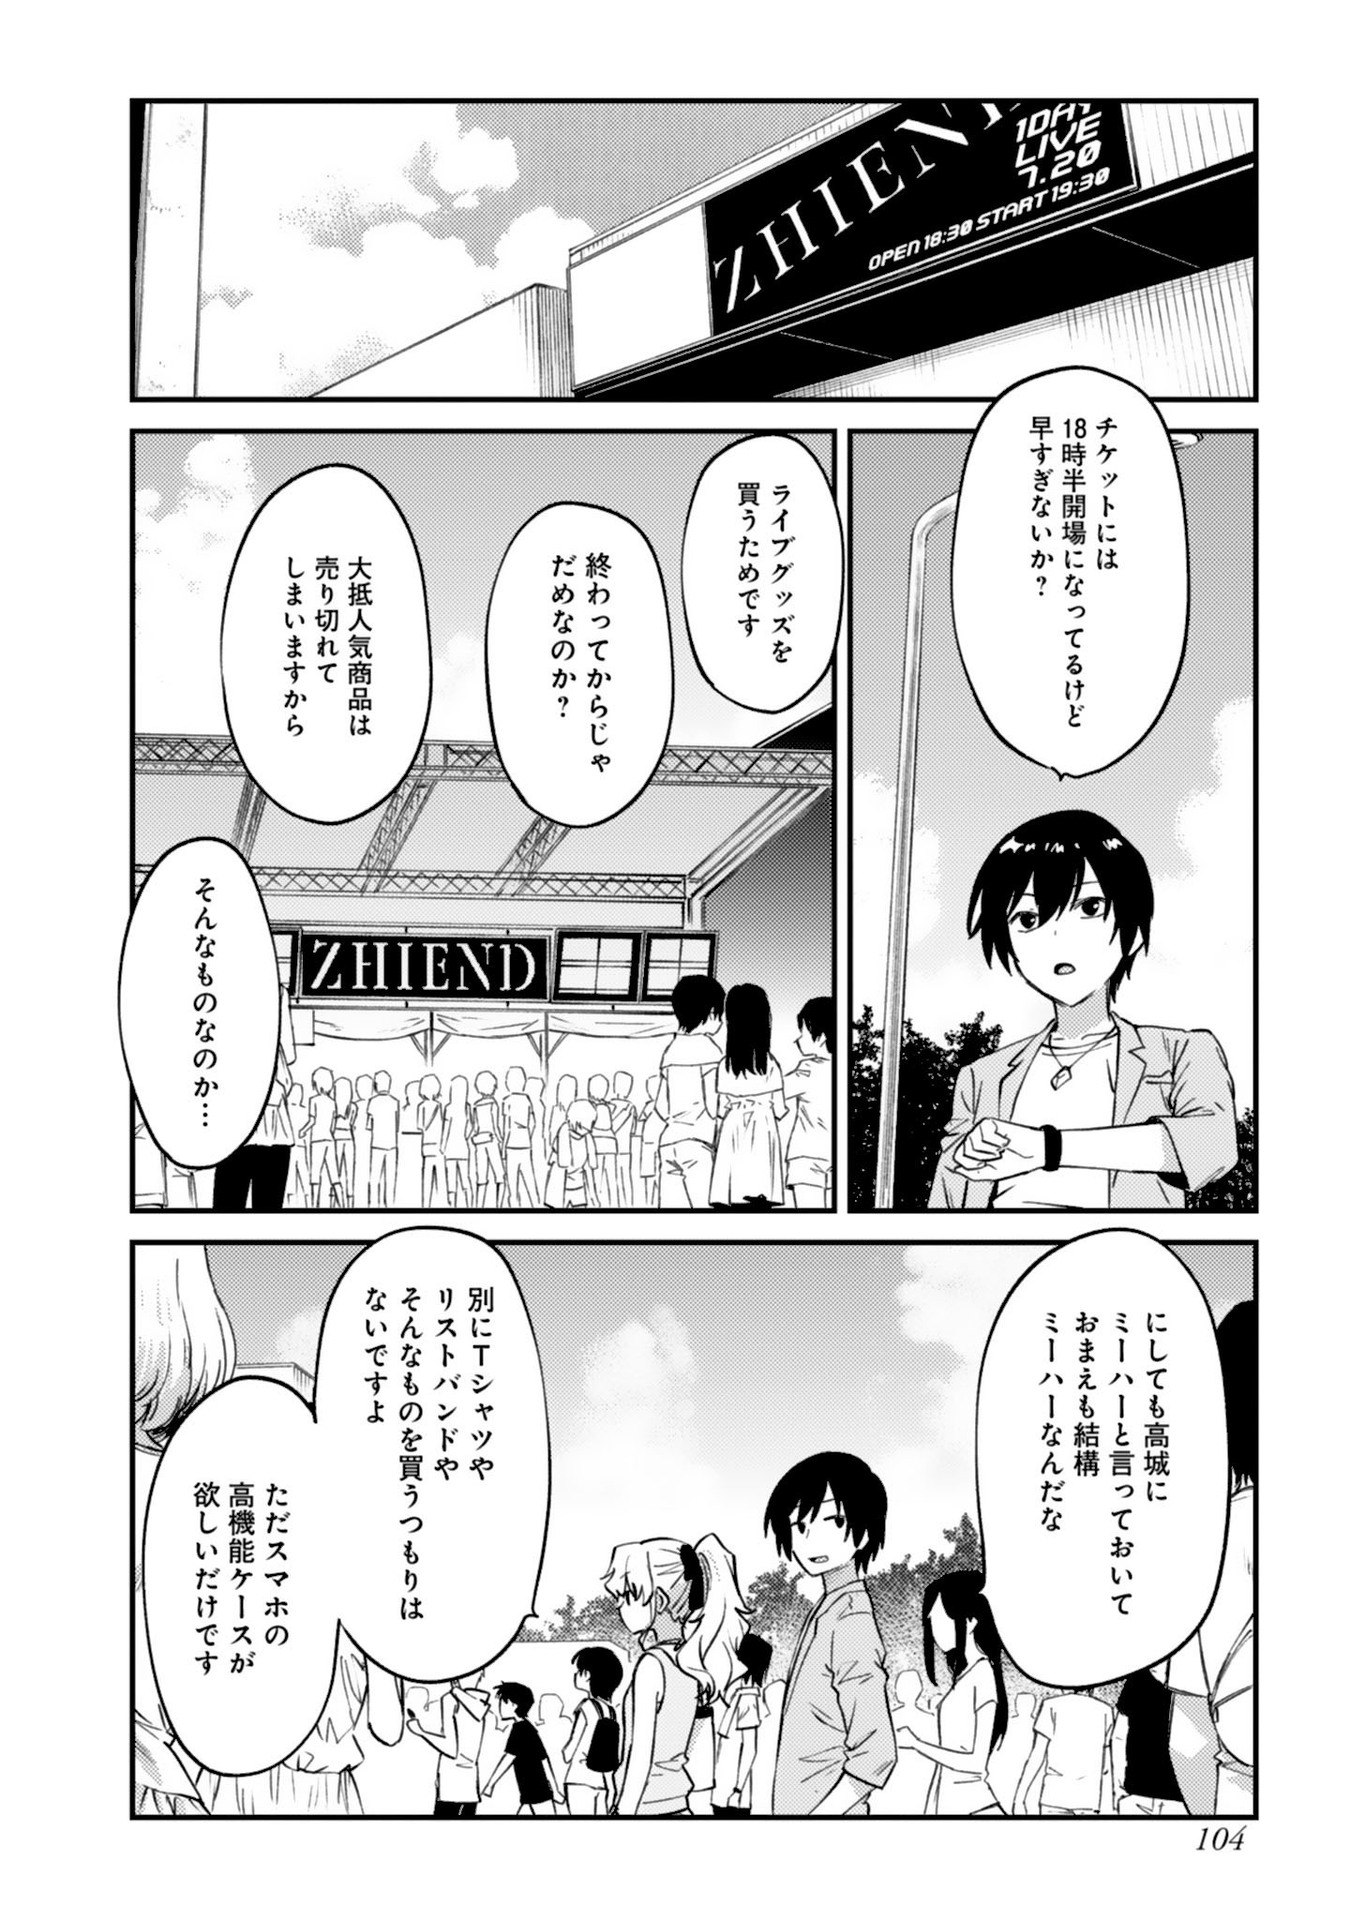 ZHIEND
1DAY
LIVE
7.20
OPEN 18:30 START 19:30
チケットには
18時半開場になってるけど
早すぎないか?
ライブグッズを
買うためです
終わってからじゃ
だめなのか?
大抵人気商品は
売り切れて
しまいますから
そんなものなのか…
ZHIEND
にしても高城に
ミーハーと言っておいて
おまえも結構
ミーハーなんだな
別にTシャツや
リストバンドや
そんなものを買うつもりは
ないですよ
ただスマホの
高機能ケースが
欲しいだけです
104